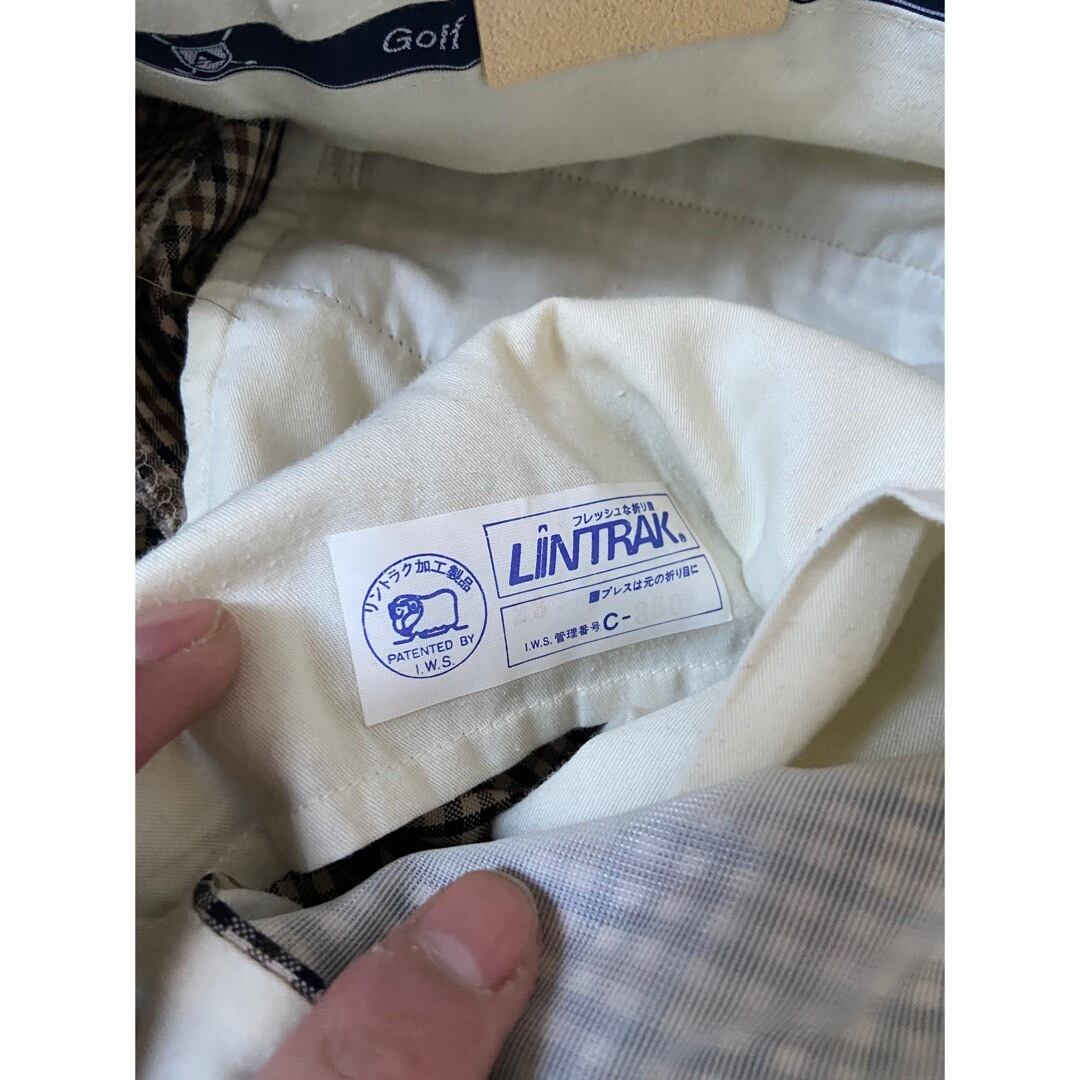 Golf
リントラク加工製品
PATENTED BY
I.W.S.
フレッシュな折り目
LINTRAK®
プレスは元の折り目に
I.W.S. 管理番号 C-